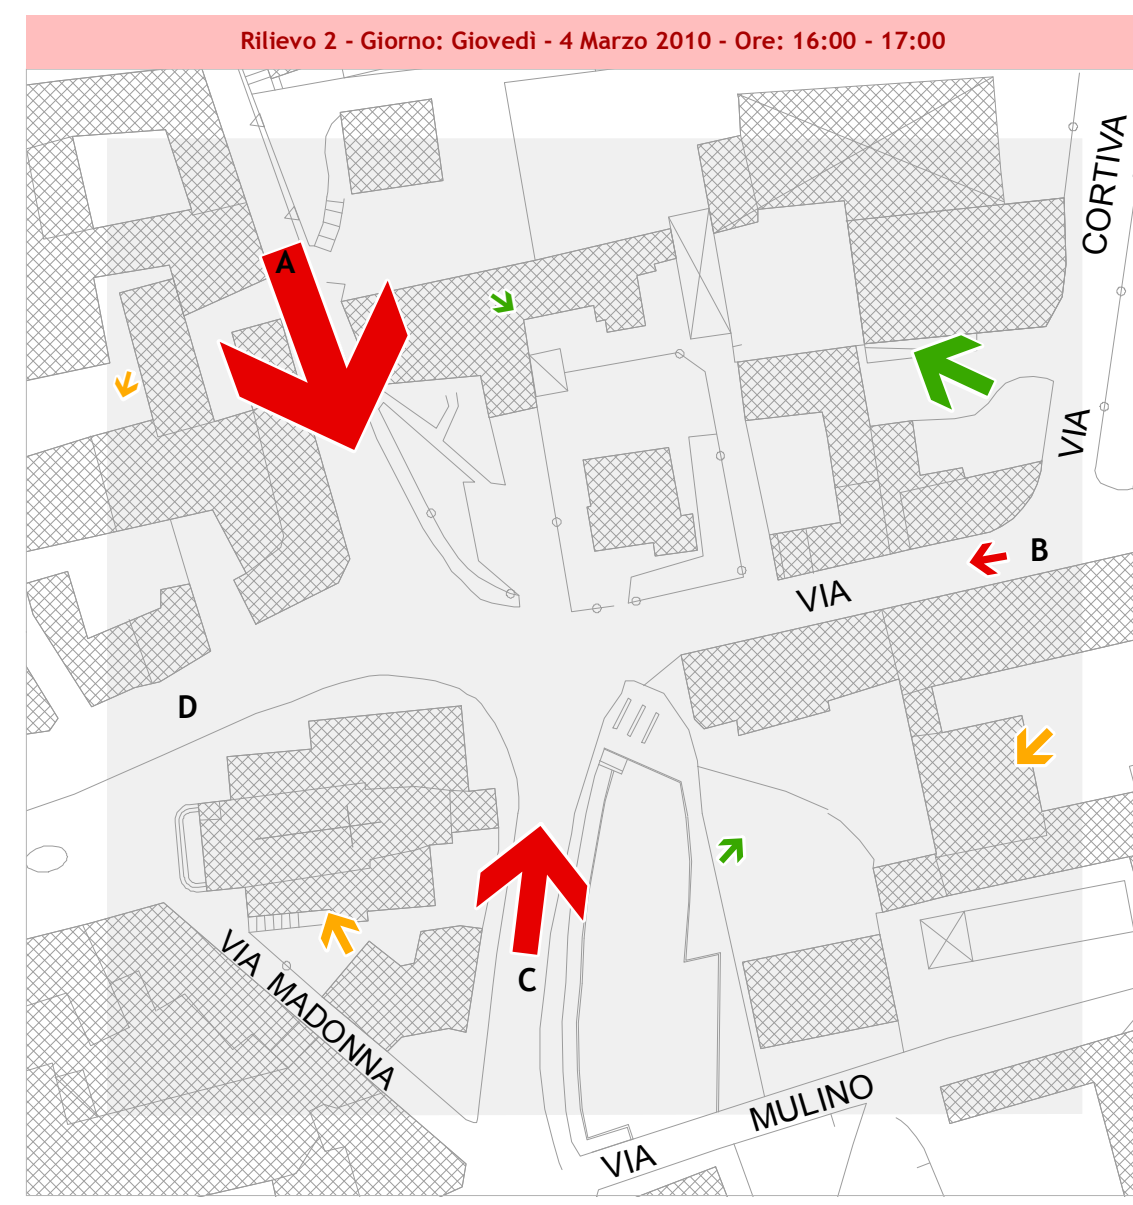 Rilievo 2 - Giorno: Giovedì - 4 Marzo 2010 - Ore: 16:00 - 17:00
CORTIVA
A
VIA
B
VIA
D
VIA MADONNA
C
MULINO
VIA